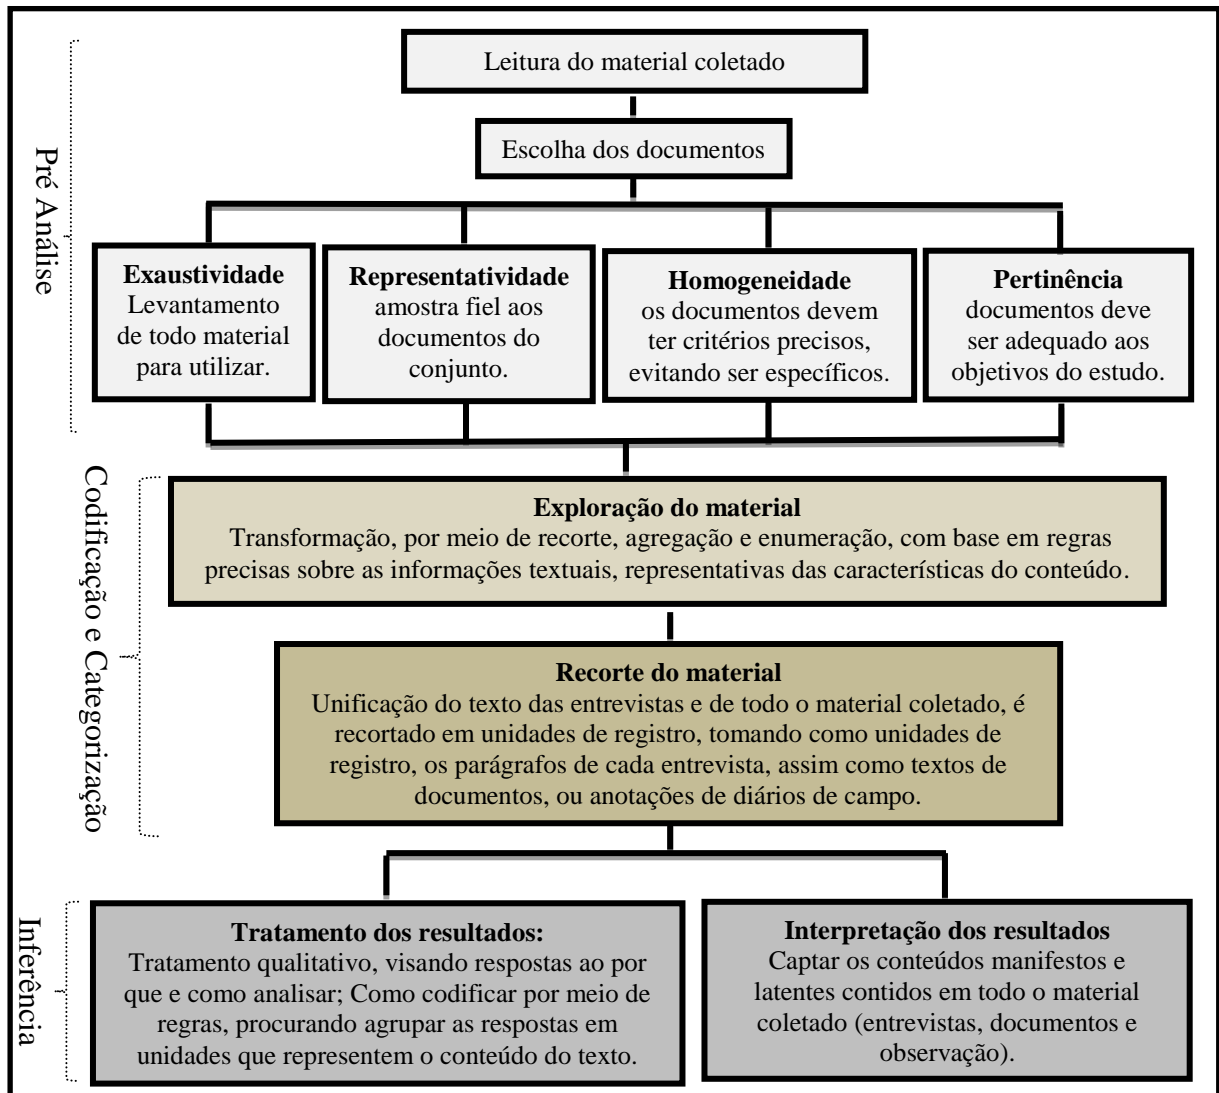 Pré Análise
Leitura do material coletado
Escolha dos documentos
Exaustividade
Levantamento
de todo material
para utilizar.
Representatividade
amostra fiel aos
documentos do
conjunto.
Homogeneidade
os documentos devem
ter critérios precisos,
evitando ser específicos.
Pertinência
documentos deve
ser adequado aos
objetivos do estudo.
Codificação e Categorização
Exploração do material
Transformação, por meio de recorte, agregação e enumeração, com base em regras
precisas sobre as informações textuais, representativas das características do conteúdo.
Recorte do material
Unificação do texto das entrevistas e de todo o material coletado, é
recortado em unidades de registro, tomando como unidades de
registro, os parágrafos de cada entrevista, assim como textos de
documentos, ou anotações de diários de campo.
Inferência
Tratamento dos resultados:
Tratamento qualitativo, visando respostas ao por
que e como analisar; Como codificar por meio de
regras, procurando agrupar as respostas em
unidades que representem o conteúdo do texto.
Interpretação dos resultados
Captar os conteúdos manifestos e
latentes contidos em todo o material
coletado (entrevistas, documentos e
observação).